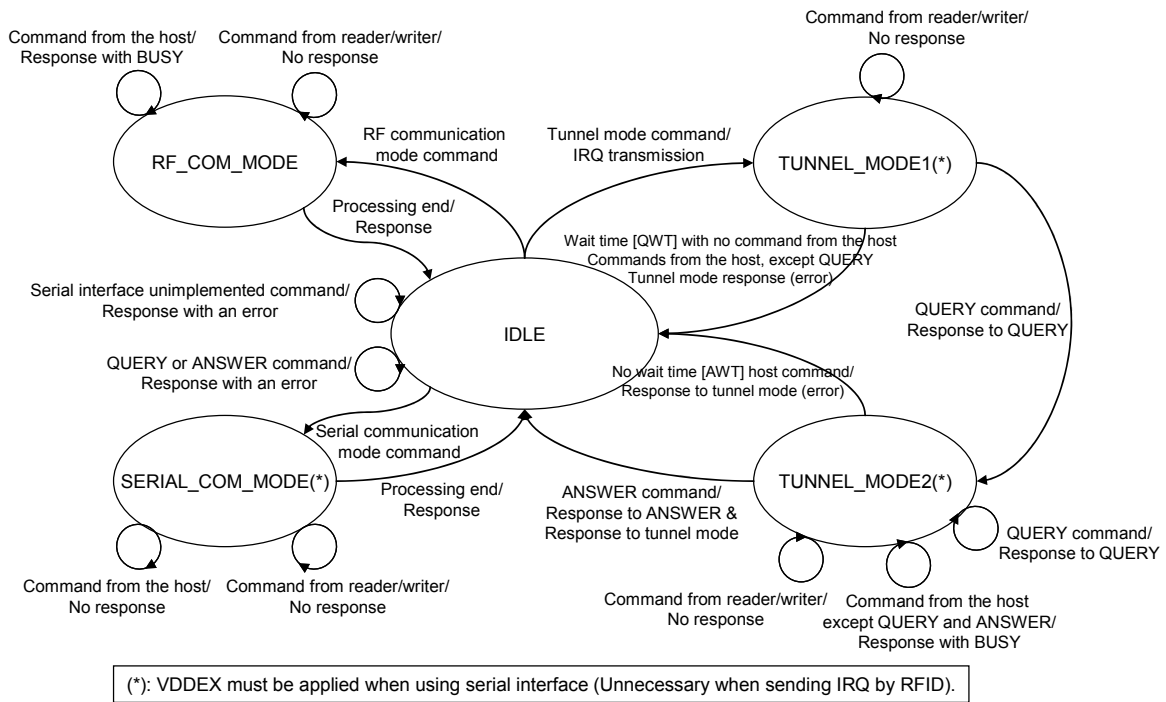 Command from the host/
Response with BUSY
Command from reader/writer/
No response
RF_COM_MODE
RF communication
mode command
Processing end/
Response
Command from reader/writer/
No response
Tunnel mode command/
IRQ transmission
TUNNEL_MODE1(*)
Wait time [QWT] with no command from the host
Commands from the host, except QUERY
Tunnel mode response (error)
Serial interface unimplemented command/
Response with an error
IDLE
QUERY command/
Response to QUERY
QUERY or ANSWER command/
Response with an error
No wait time [AWT] host command/
Response to tunnel mode (error)
Serial communication
mode command
SERIAL_COM_MODE(*)
Processing end/
Response
ANSWER command/
Response to ANSWER &
Response to tunnel mode
TUNNEL_MODE2(*)
QUERY command/
Response to QUERY
Command from the host/
No response
Command from reader/writer/
No response
Command from reader/writer/
No response
Command from the host
except QUERY and ANSWER/
Response with BUSY
(*): VDDEX must be applied when using serial interface (Unnecessary when sending IRQ by RFID).